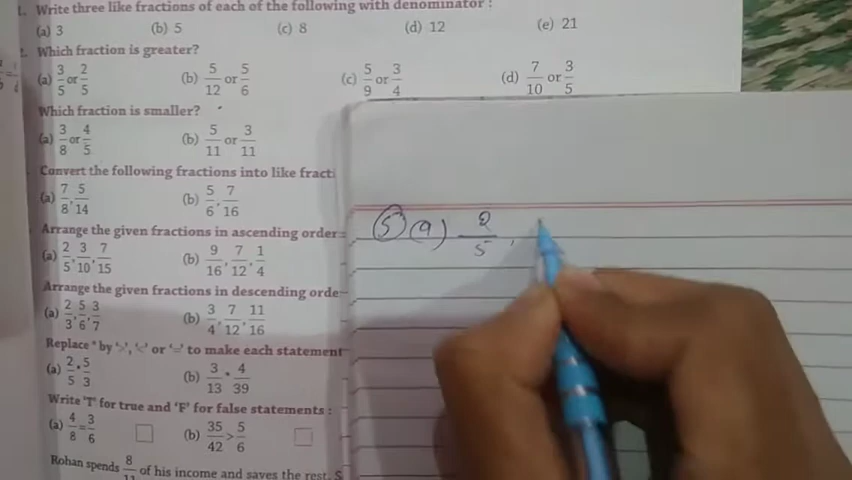 1. Write three like fractions of each of the following with denominator :
(a) 3 (b) 5 (c) 8 (d) 12 (e) 21
Which fraction is greater?
(a) 3/5 or 2/5 (b) 5/12 or 5/6 (c) 5/9 or 3/4 (d) 7/10 or 3/5
Which fraction is smaller?
(a) 3/8 or 4/5 (b) 5/11 or 3/11
Convert the following fractions into like fracti
(a) 7/8, 5/14 (b) 5/6, 7/16
Arrange the given fractions in ascending order
(a) 2/5, 3/10, 7/15 (b) 9/16, 7/12, 1/4
Arrange the given fractions in descending orde
(a) 2/3, 5/6, 3/7 (b) 3/4, 7/12, 11/16
Replace * by '>', '<' or '=' to make each statement
(a) 2/5 * 5/3 (b) 3/13 * 4/39
Write 'T' for true and 'F' for false statements :
(a) 4/8 = 3/6 (b) 35/42 > 5/6
Rohan spends 8/11 of his income and saves the rest.
5 (a) 2/5 ,